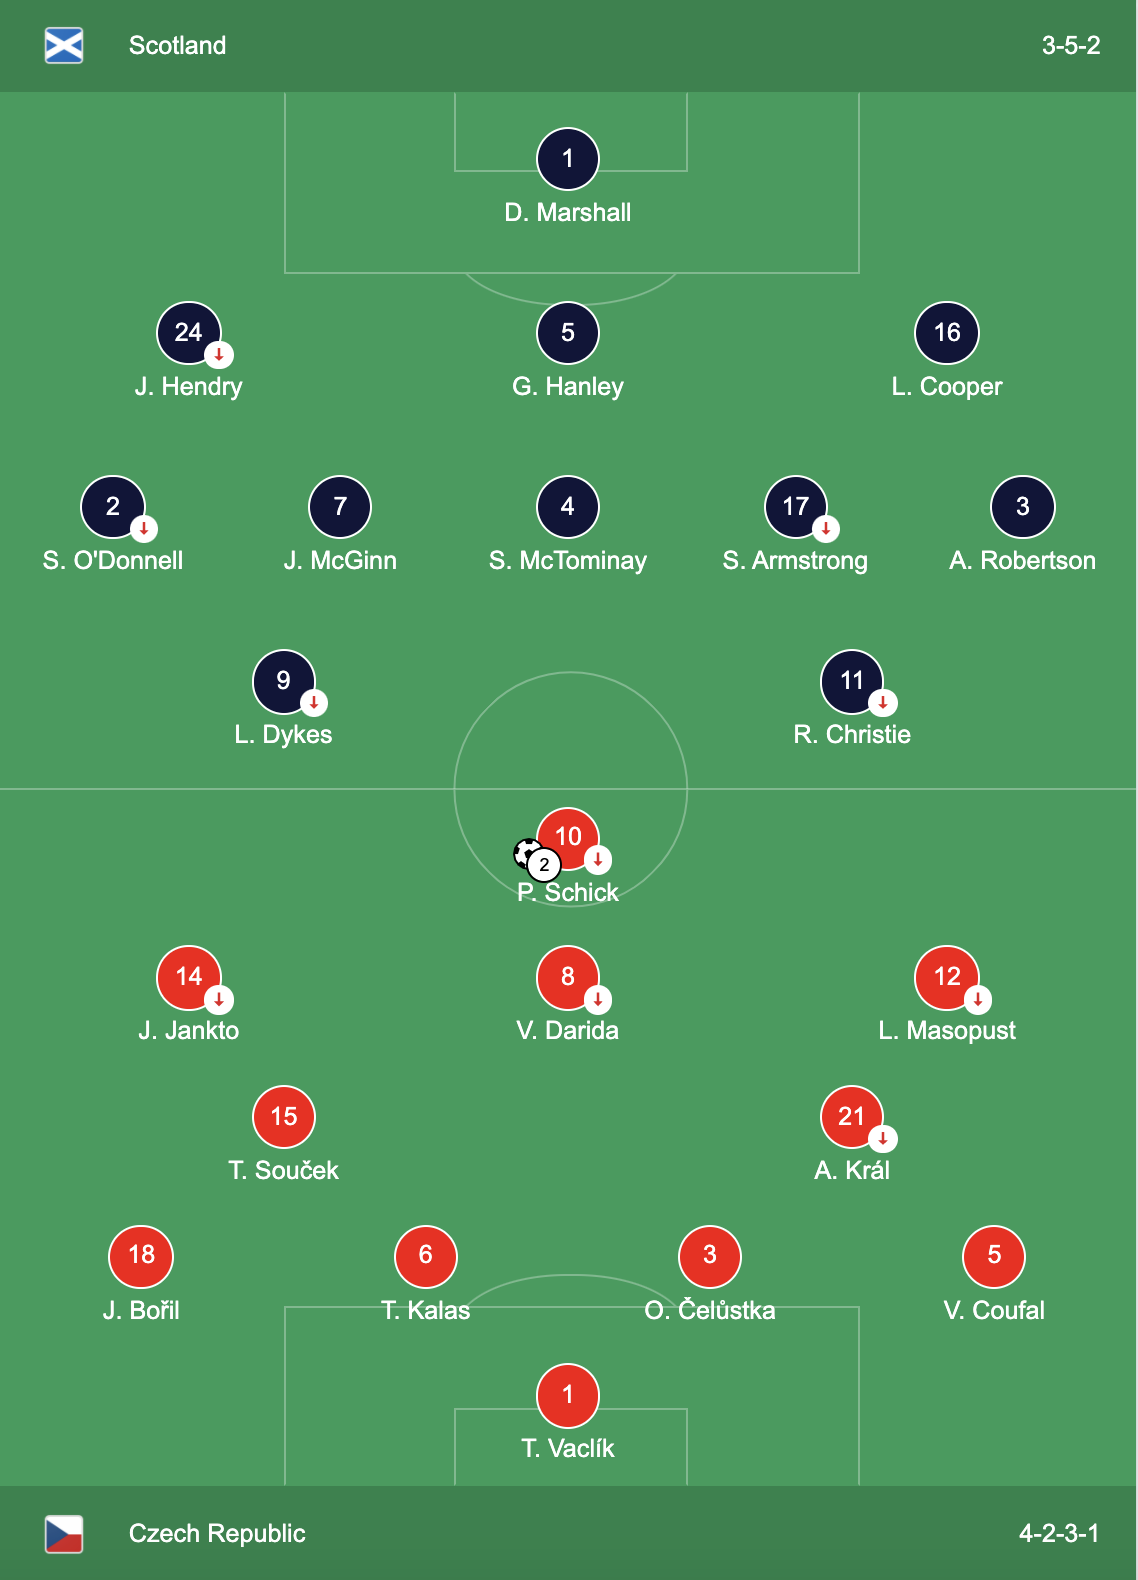 Scotland 3-5-2
1
D. Marshall
24 5 16
J. Hendry G. Hanley L. Cooper
2 7 4 17 3
S. O'Donnell J. McGinn S. McTominay S. Armstrong A. Robertson
9 11
L. Dykes R. Christie
10
2
P. Schick
14 8 12
J. Jankto V. Darida L. Masopust
15 21
T. Souček A. Král
18 6 3 5
J. Bořil T. Kalas O. Čelůstka V. Coufal
1
T. Vaclík
Czech Republic 4-2-3-1